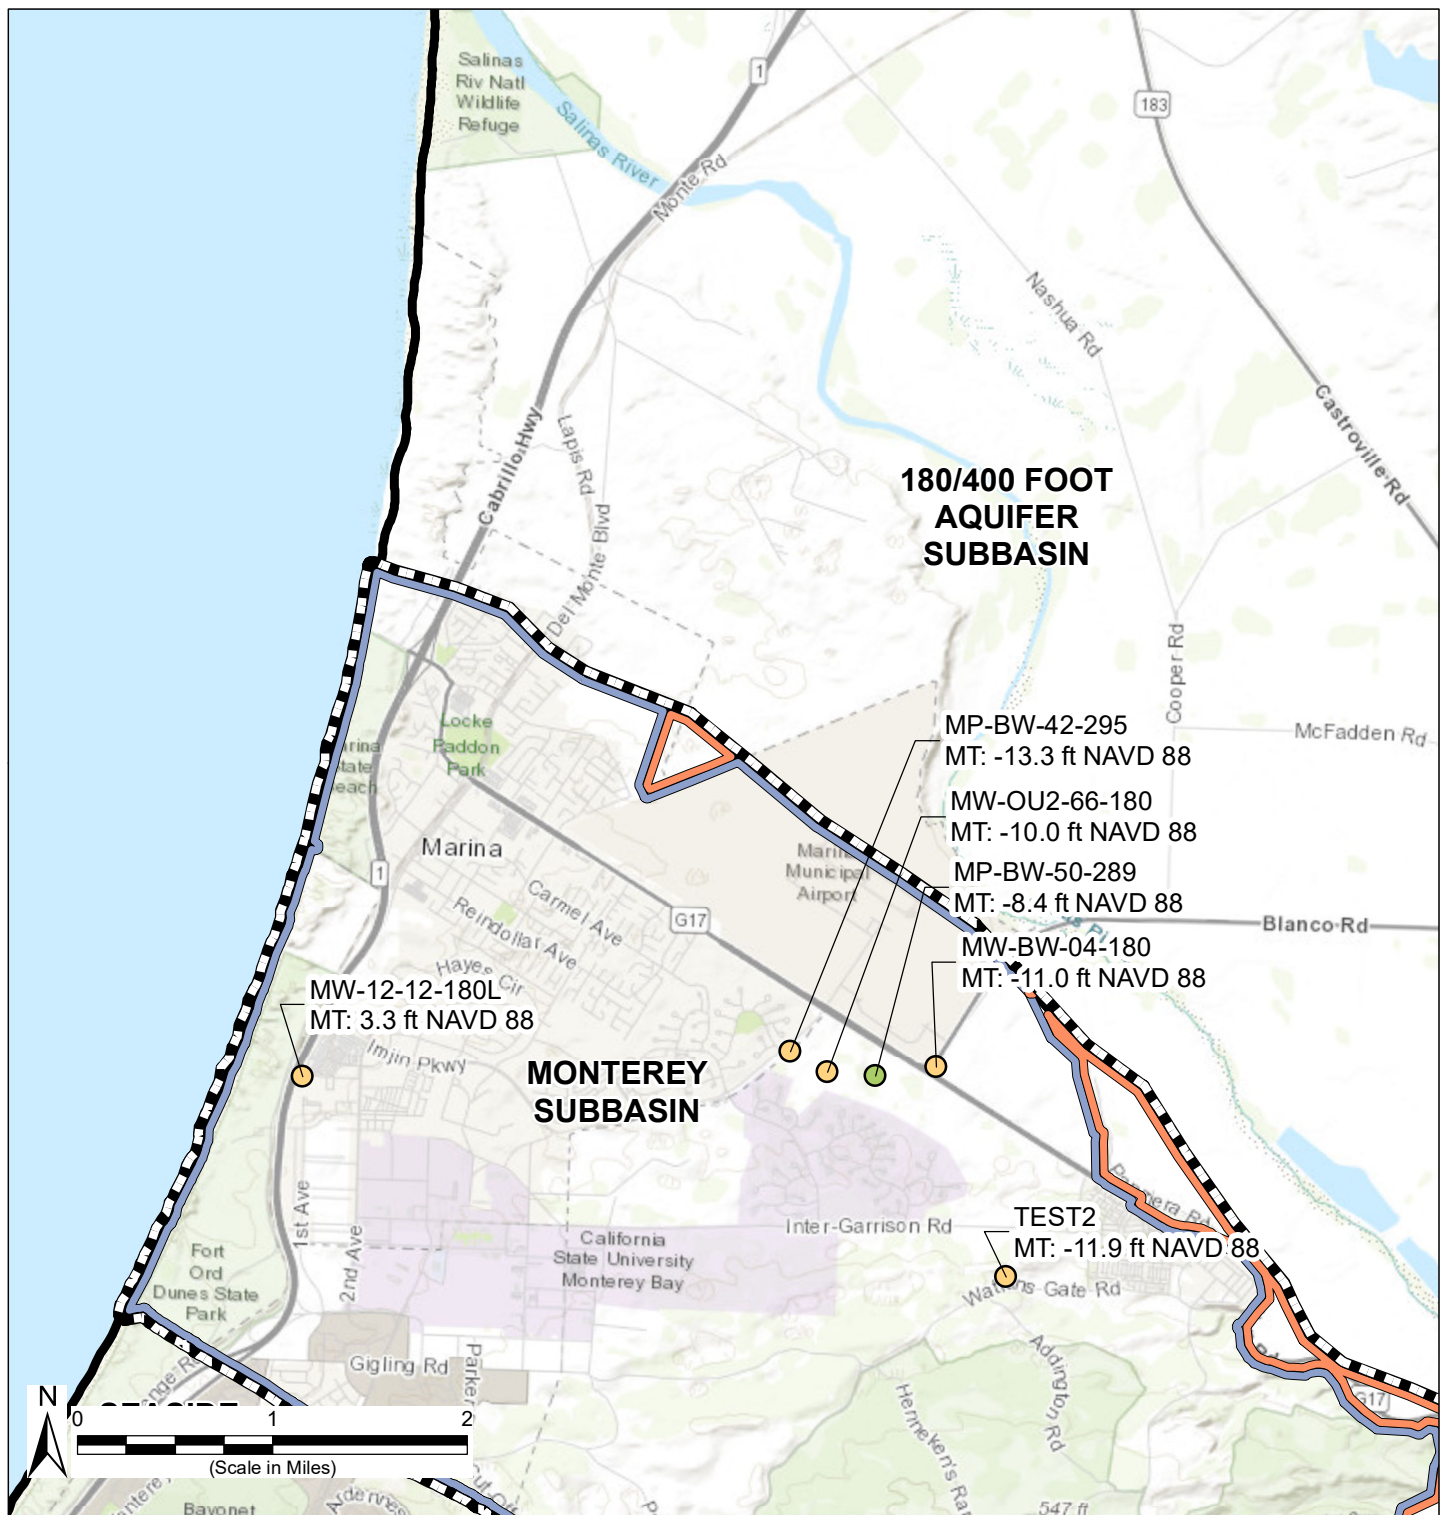 Salinas
Riv Natl
Wildlife
Refuge
Salinas River
1
Monte Rd
183
Nashua Rd
Castroville Rd
Cabrillo Hwy
Lapis Rd
Del Monte Blvd
180/400 FOOT
AQUIFER
SUBBASIN
Cooper Rd
McFadden Rd
Locke
Paddon
Park
State
Marina
1
MP-BW-42-295
MT: -13.3 ft NAVD 88
MW-OU2-66-180
MT: -10.0 ft NAVD 88
Municipal
Airport
MP-BW-50-289
MT: -8.4 ft NAVD 88
Carmel Ave
Reindollar Ave
G17
Blanco Rd
MW-BW-04-180
MT: -11.0 ft NAVD 88
Hayes Cir
MW-12-12-180L
MT: 3.3 ft NAVD 88
Imjin Pkwy
MONTEREY
SUBBASIN
1st Ave
2nd Ave
Inter-Garrison Rd
California
State University
Monterey Bay
TEST2
MT: -11.9 ft NAVD 88
Gate Rd
Fort
Ord
Dunes State
Park
Gigling Rd
Addington Rd
G17
N
0 1 2
(Scale in Miles)
Bayonet
547 ft